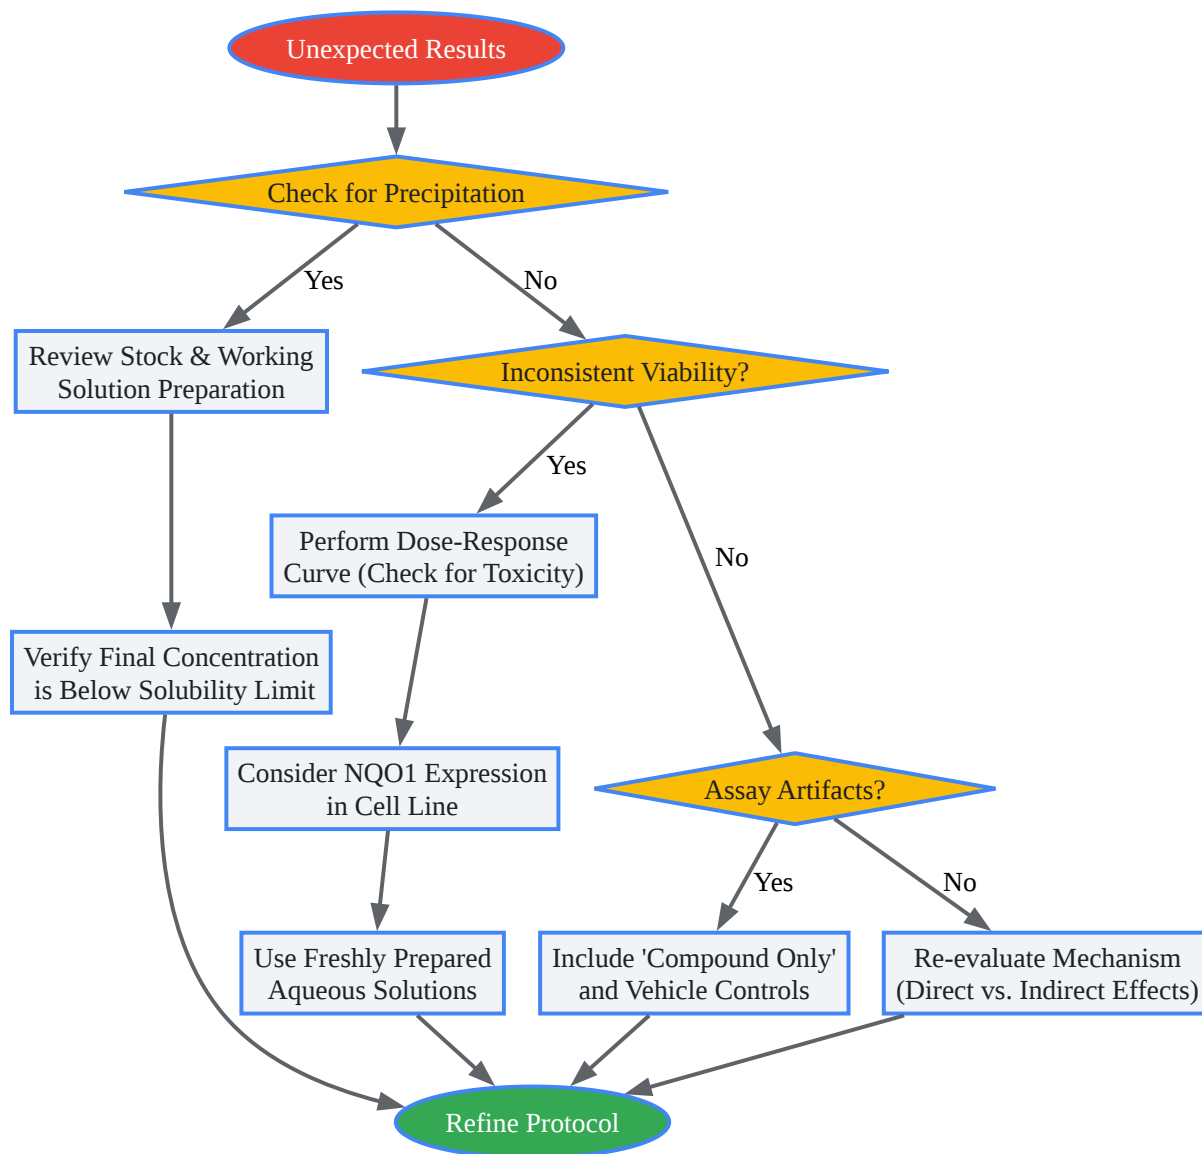 Unexpected Results
Check for Precipitation
Yes
No
Review Stock & Working
Solution Preparation
Inconsistent Viability?
Yes
No
Perform Dose-Response
Curve (Check for Toxicity)
Verify Final Concentration
is Below Solubility Limit
Consider NQO1 Expression
in Cell Line
Assay Artifacts?
Yes
No
Use Freshly Prepared
Aqueous Solutions
Include 'Compound Only'
and Vehicle Controls
Re-evaluate Mechanism
(Direct vs. Indirect Effects)
Refine Protocol